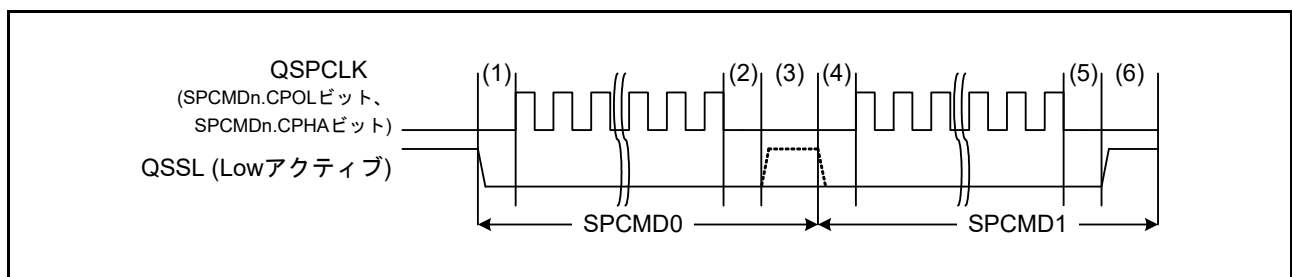 QSPCLK
(SPCMDn.CPOLビット、
SPCMDn.CPHAビット)
QSSL (Lowアクティブ)
(1) (2) (3) (4) (5) (6)
SPCMD0 SPCMD1